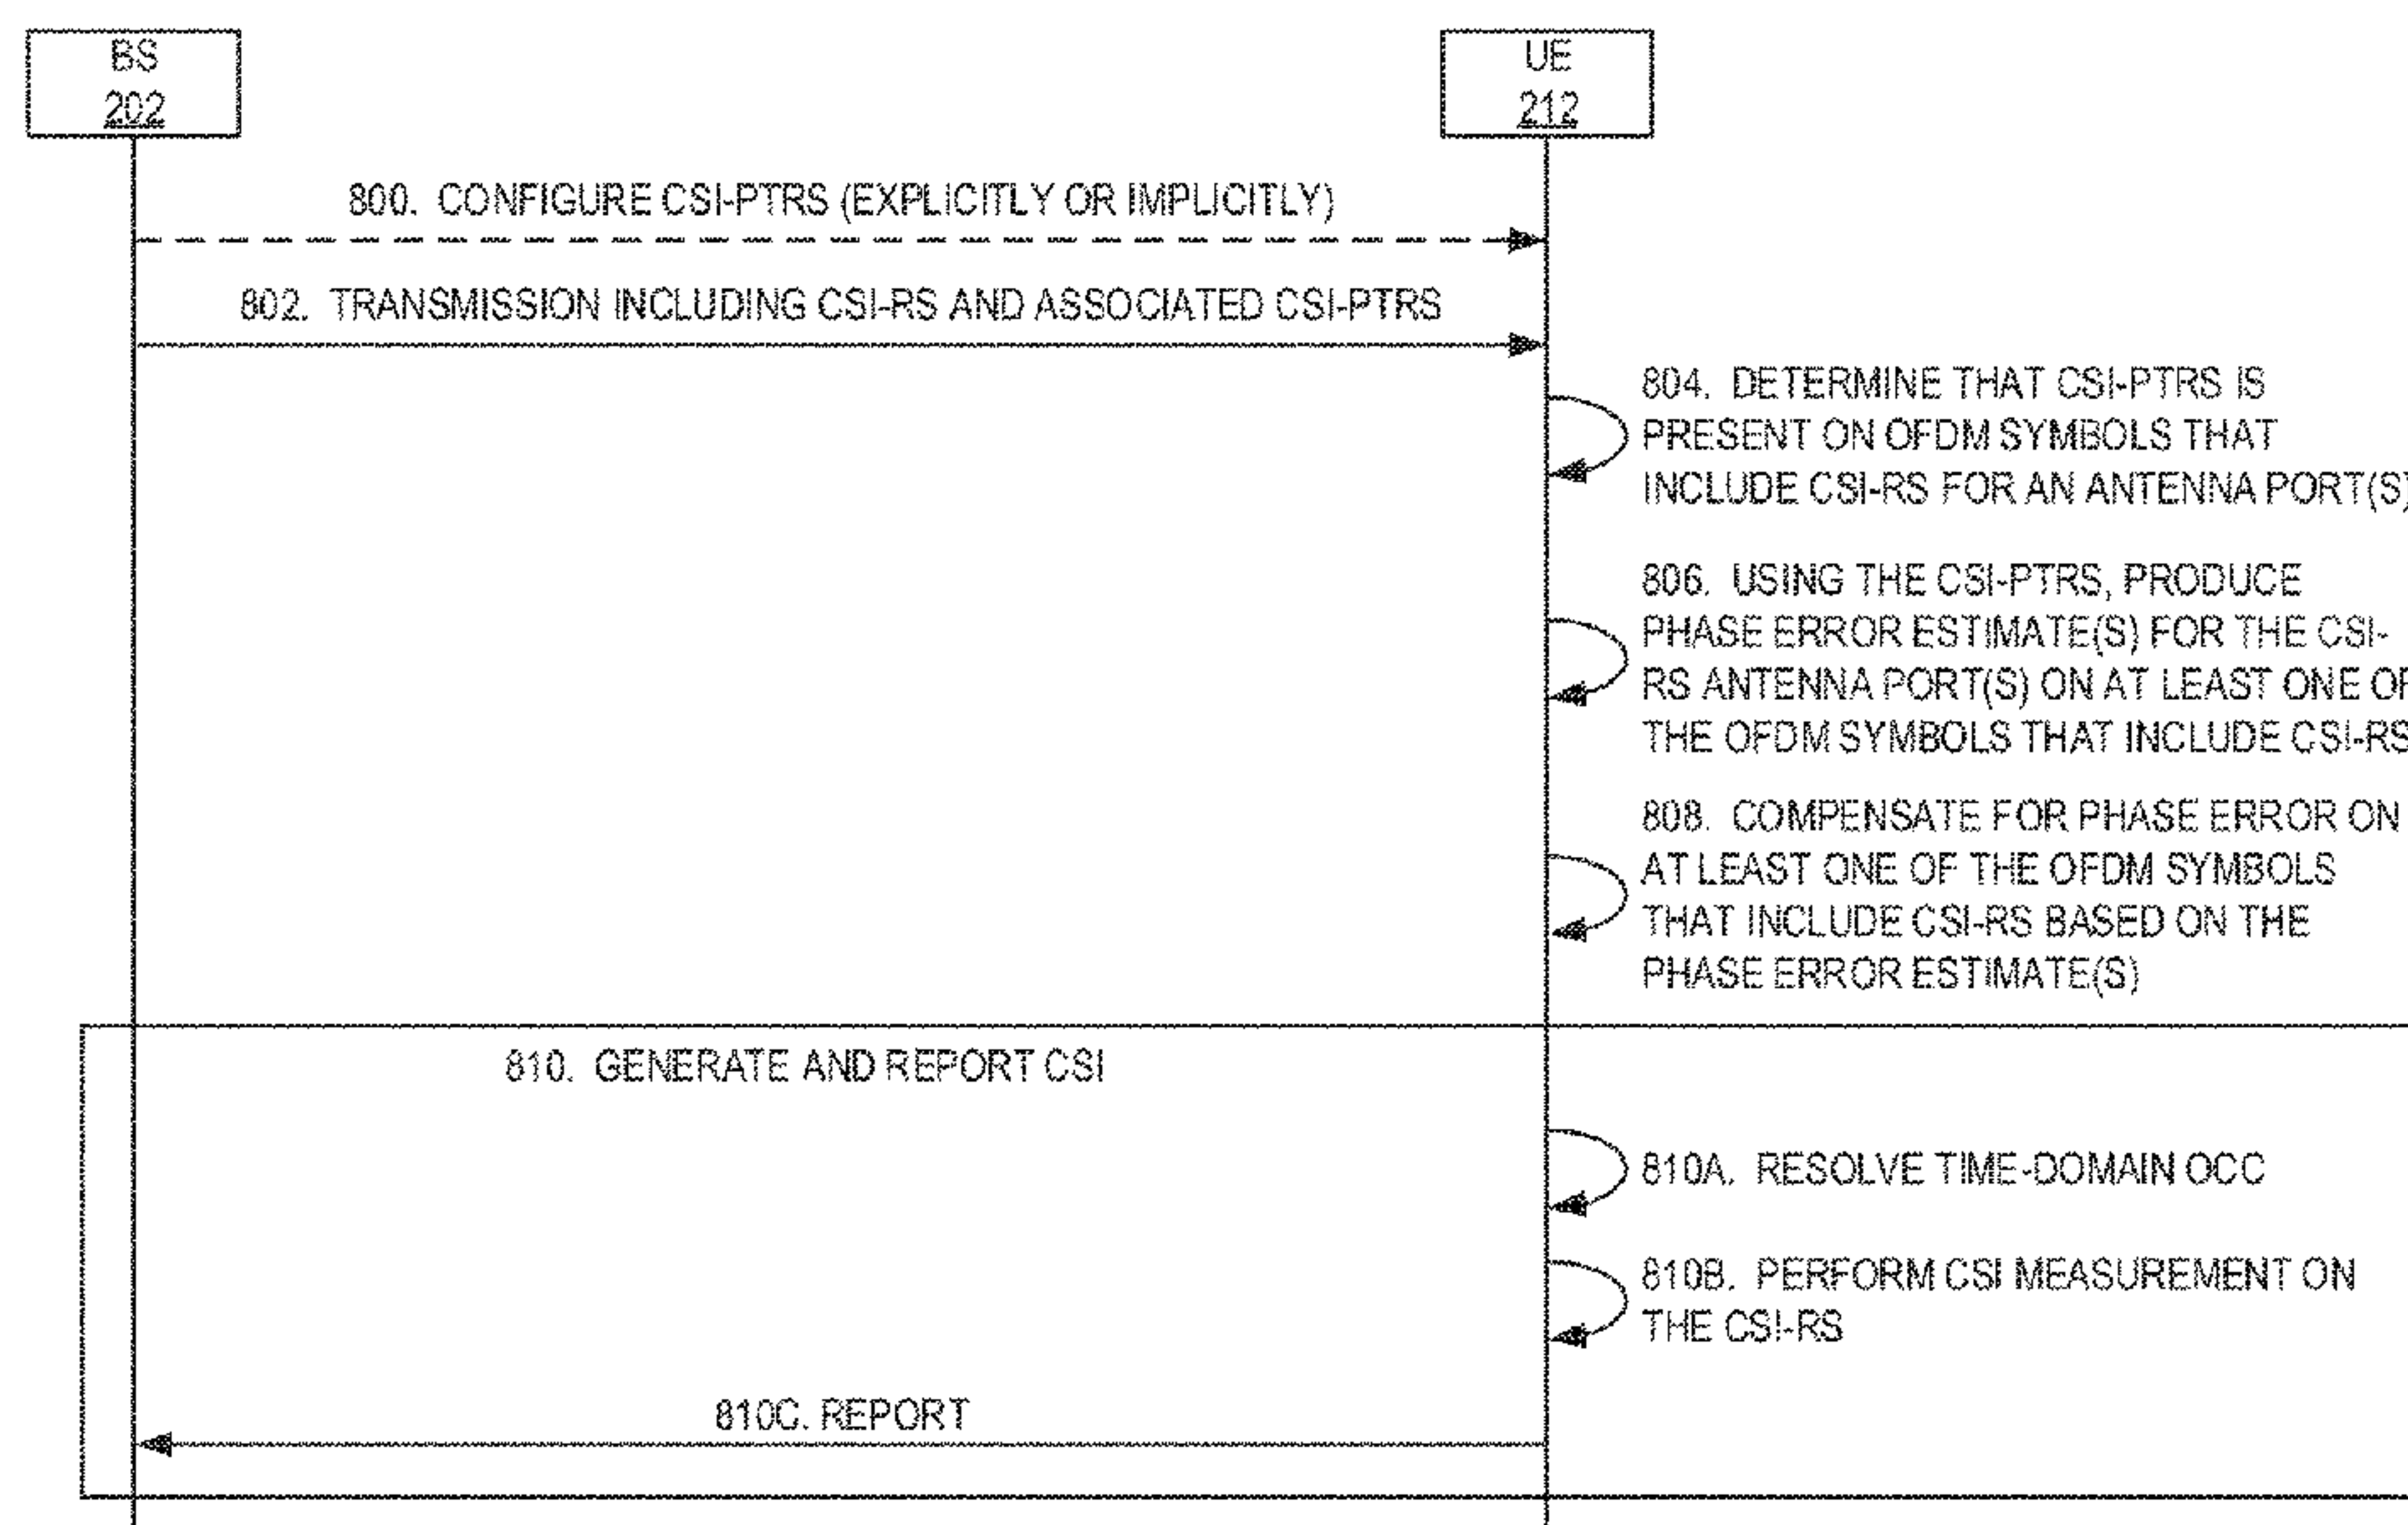 BS
202
UE
212
800. CONFIGURE CSI-PTRS (EXPLICITLY OR IMPLICITLY)
802. TRANSMISSION INCLUDING CSI-RS AND ASSOCIATED CSI-PTRS
804. DETERMINE THAT CSI-PTRS IS
PRESENT ON OFDM SYMBOLS THAT
INCLUDE CSI-RS FOR AN ANTENNA PORT(S)
806. USING THE CSI-PTRS, PRODUCE
PHASE ERROR ESTIMATE(S) FOR THE CSI-
RS ANTENNA PORT(S) ON AT LEAST ONE OF
THE OFDM SYMBOLS THAT INCLUDE CSI-RS
808. COMPENSATE FOR PHASE ERROR ON
AT LEAST ONE OF THE OFDM SYMBOLS
THAT INCLUDE CSI-RS BASED ON THE
PHASE ERROR ESTIMATE(S)
810. GENERATE AND REPORT CSI
810A. RESOLVE TIME-DOMAIN OCC
810B. PERFORM CSI MEASUREMENT ON
THE CSI-RS
810C. REPORT